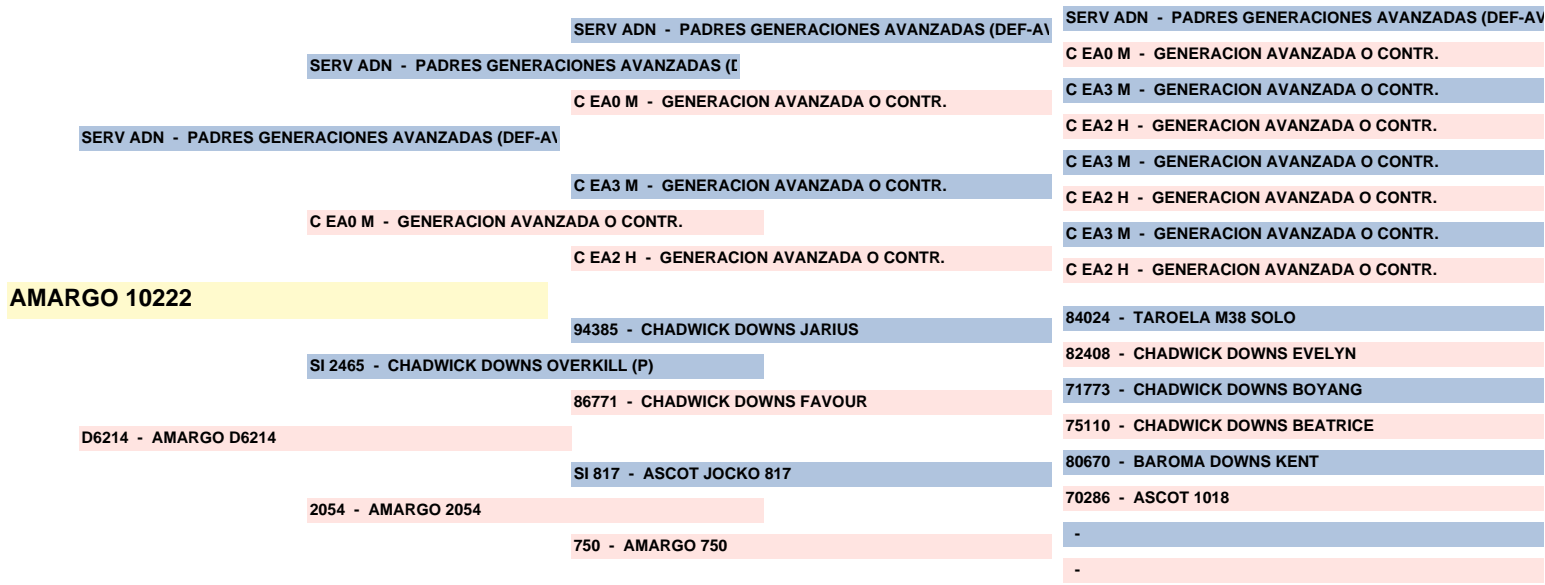 SERV ADN - PADRES GENERACIONES AVANZADAS (DEF-AV
SERV ADN - PADRES GENERACIONES AVANZADAS (DEF-A
C EA0 M - GENERACION AVANZADA O CONTR.
SERV ADN - PADRES GENERACIONES AVANZADAS (
C EA3 M - GENERACION AVANZADA O CONTR.
C EA0 M - GENERACION AVANZADA O CONTR.
C EA2 H - GENERACION AVANZADA O CONTR.
SERV ADN - PADRES GENERACIONES AVANZADAS (DEF-A
C EA3 M - GENERACION AVANZADA O CONTR.
C EA3 M - GENERACION AVANZADA O CONTR.
C EA2 H - GENERACION AVANZADA O CONTR.
C EA0 M - GENERACION AVANZADA O CONTR.
C EA3 M - GENERACION AVANZADA O CONTR.
C EA2 H - GENERACION AVANZADA O CONTR.
C EA2 H - GENERACION AVANZADA O CONTR.
AMARGO 10222
84024 - TAROELA M38 SOLO
94385 - CHADWICK DOWNS JARIUS
82408 - CHADWICK DOWNS EVELYN
SI 2465 - CHADWICK DOWNS OVERKILL (P)
71773 - CHADWICK DOWNS BOYANG
86771 - CHADWICK DOWNS FAVOUR
75110 - CHADWICK DOWNS BEATRICE
D6214 - AMARGO D6214
80670 - BAROMA DOWNS KENT
SI 817 - ASCOT JOCKO 817
70286 - ASCOT 1018
2054 - AMARGO 2054
-
750 - AMARGO 750
-